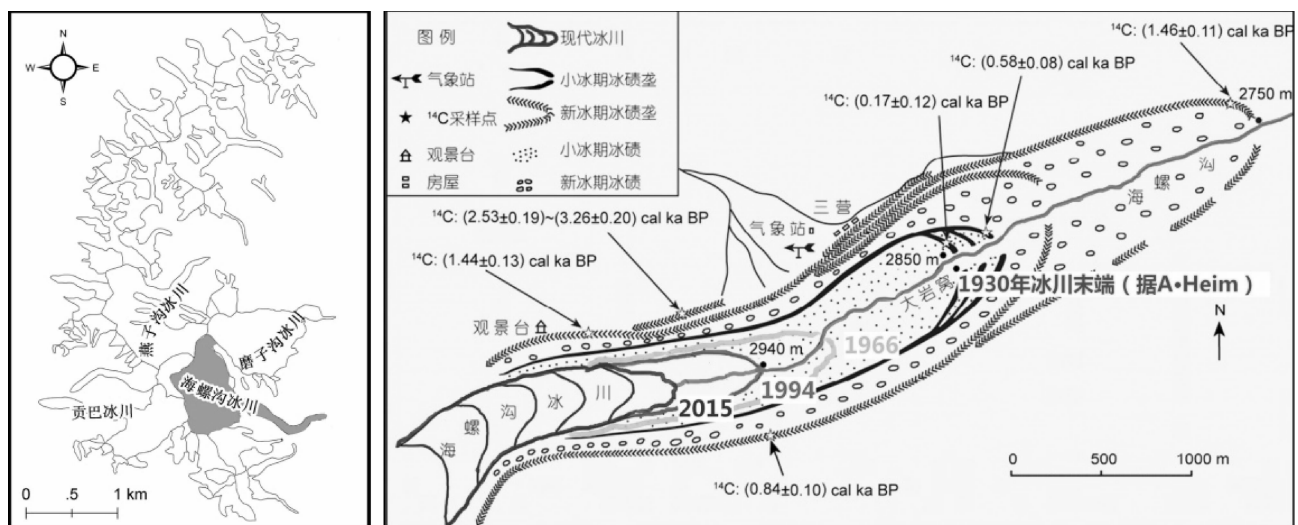 N
W
E
S
燕子沟冰川
磨子沟冰川
海螺沟冰川
贡巴冰川
0 .5 1 km
图 例
现代冰川
气象站
小冰期冰碛垄
14C采样点
新冰期冰碛垄
观景台
小冰期冰碛
房屋
新冰期冰碛
14C: (1.46±0.11) cal ka BP
14C: (0.58±0.08) cal ka BP
14C: (0.17±0.12) cal ka BP
2750 m
14C: (2.53±0.19)~(3.26±0.20) cal ka BP
三营
气象站
海螺沟
14C: (1.44±0.13) cal ka BP
2850 m
大岩窝
1930年冰川末端（据A•Heim）
观景台
2940 m
1966
N
1994
2015
海螺沟冰川
14C: (0.84±0.10) cal ka BP
0 500 1000 m